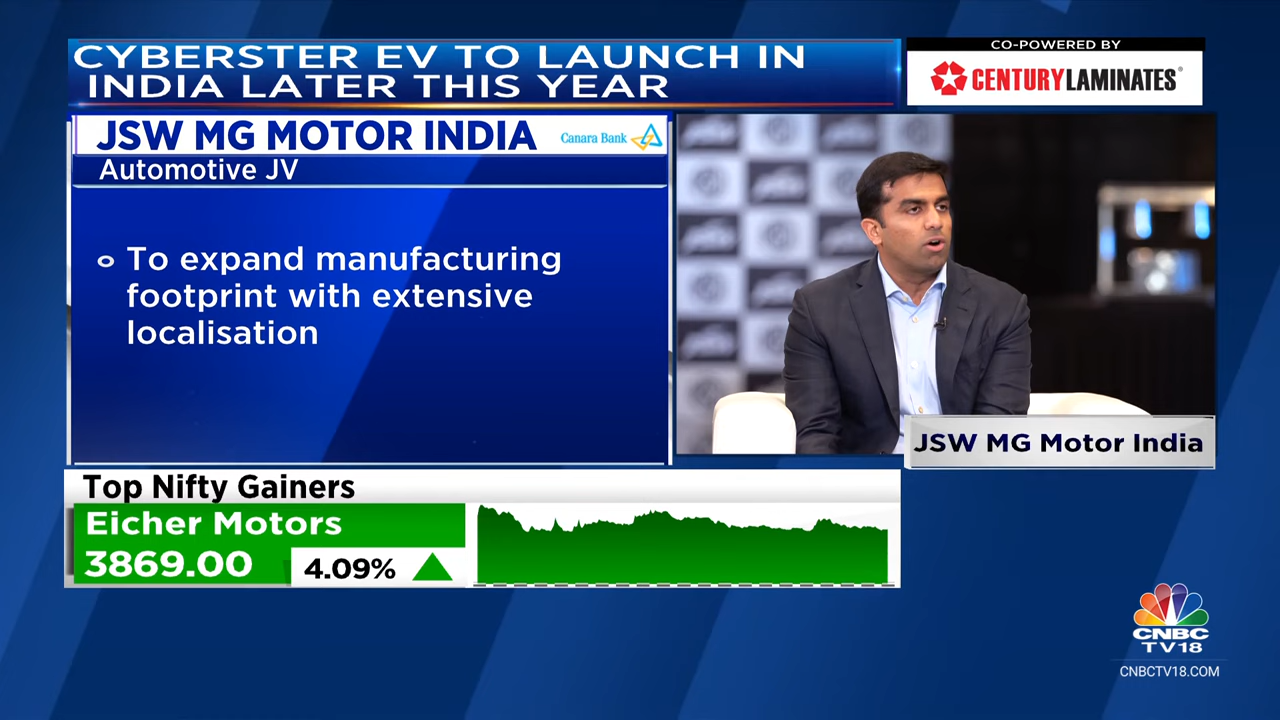 CYBERSTER EV TO LAUNCH IN
INDIA LATER THIS YEAR
CO-POWERED BY
CENTURYLAMINATES®
JSW MG MOTOR INDIA
Canara Bank
Automotive JV
To expand manufacturing
footprint with extensive
localisation
JSW MG Motor India
Top Nifty Gainers
Eicher Motors
3869.00
4.09%
CNBC
TV18
CNBCTV18.COM